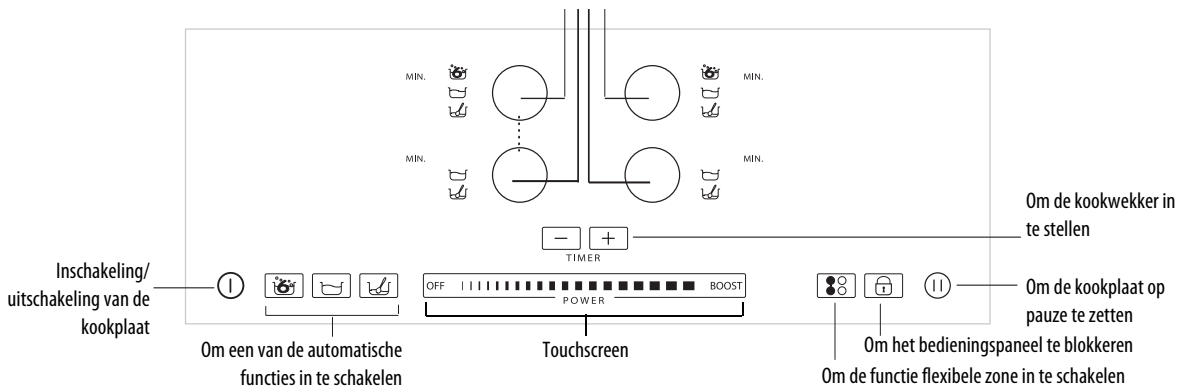 MIN.
MIN.
MIN.
MIN.
Om de kookwekker in
te stellen
TIMER
Inschakeling/
uitschakeling van de
kookplaat
OFF
BOOST
POWER
Om de kookplaat op
pauze te zetten
Om een van de automatische
functies in te schakelen
Touchscreen
Om het bedieningspaneel te blokkeren
Om de functie flexibele zone in te schakelen